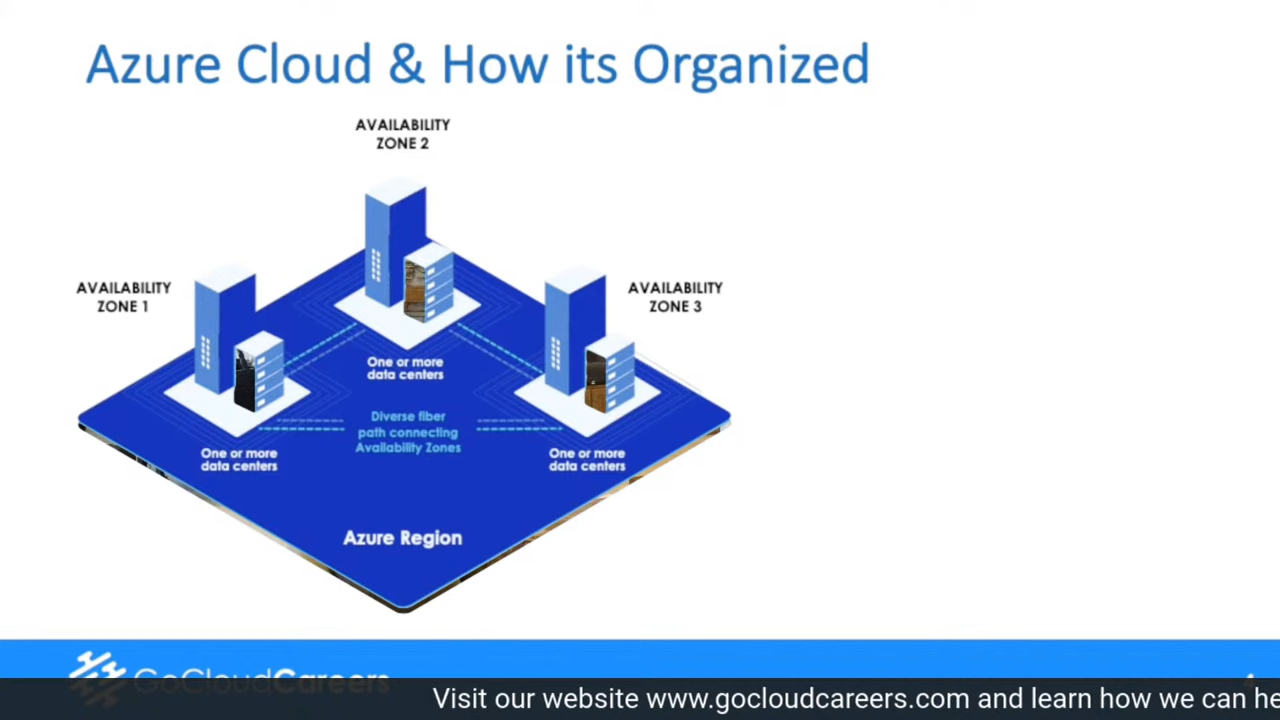 Azure Cloud & How its Organized
AVAILABILITY
ZONE 2
AVAILABILITY
ZONE 1
AVAILABILITY
ZONE 3
One or more
data centers
Diverse fiber
path connecting
Availability Zones
One or more
data centers
One or more
data centers
Azure Region
GoCloudCareers
Visit our website www.gocloudcareers.com and learn how we can he